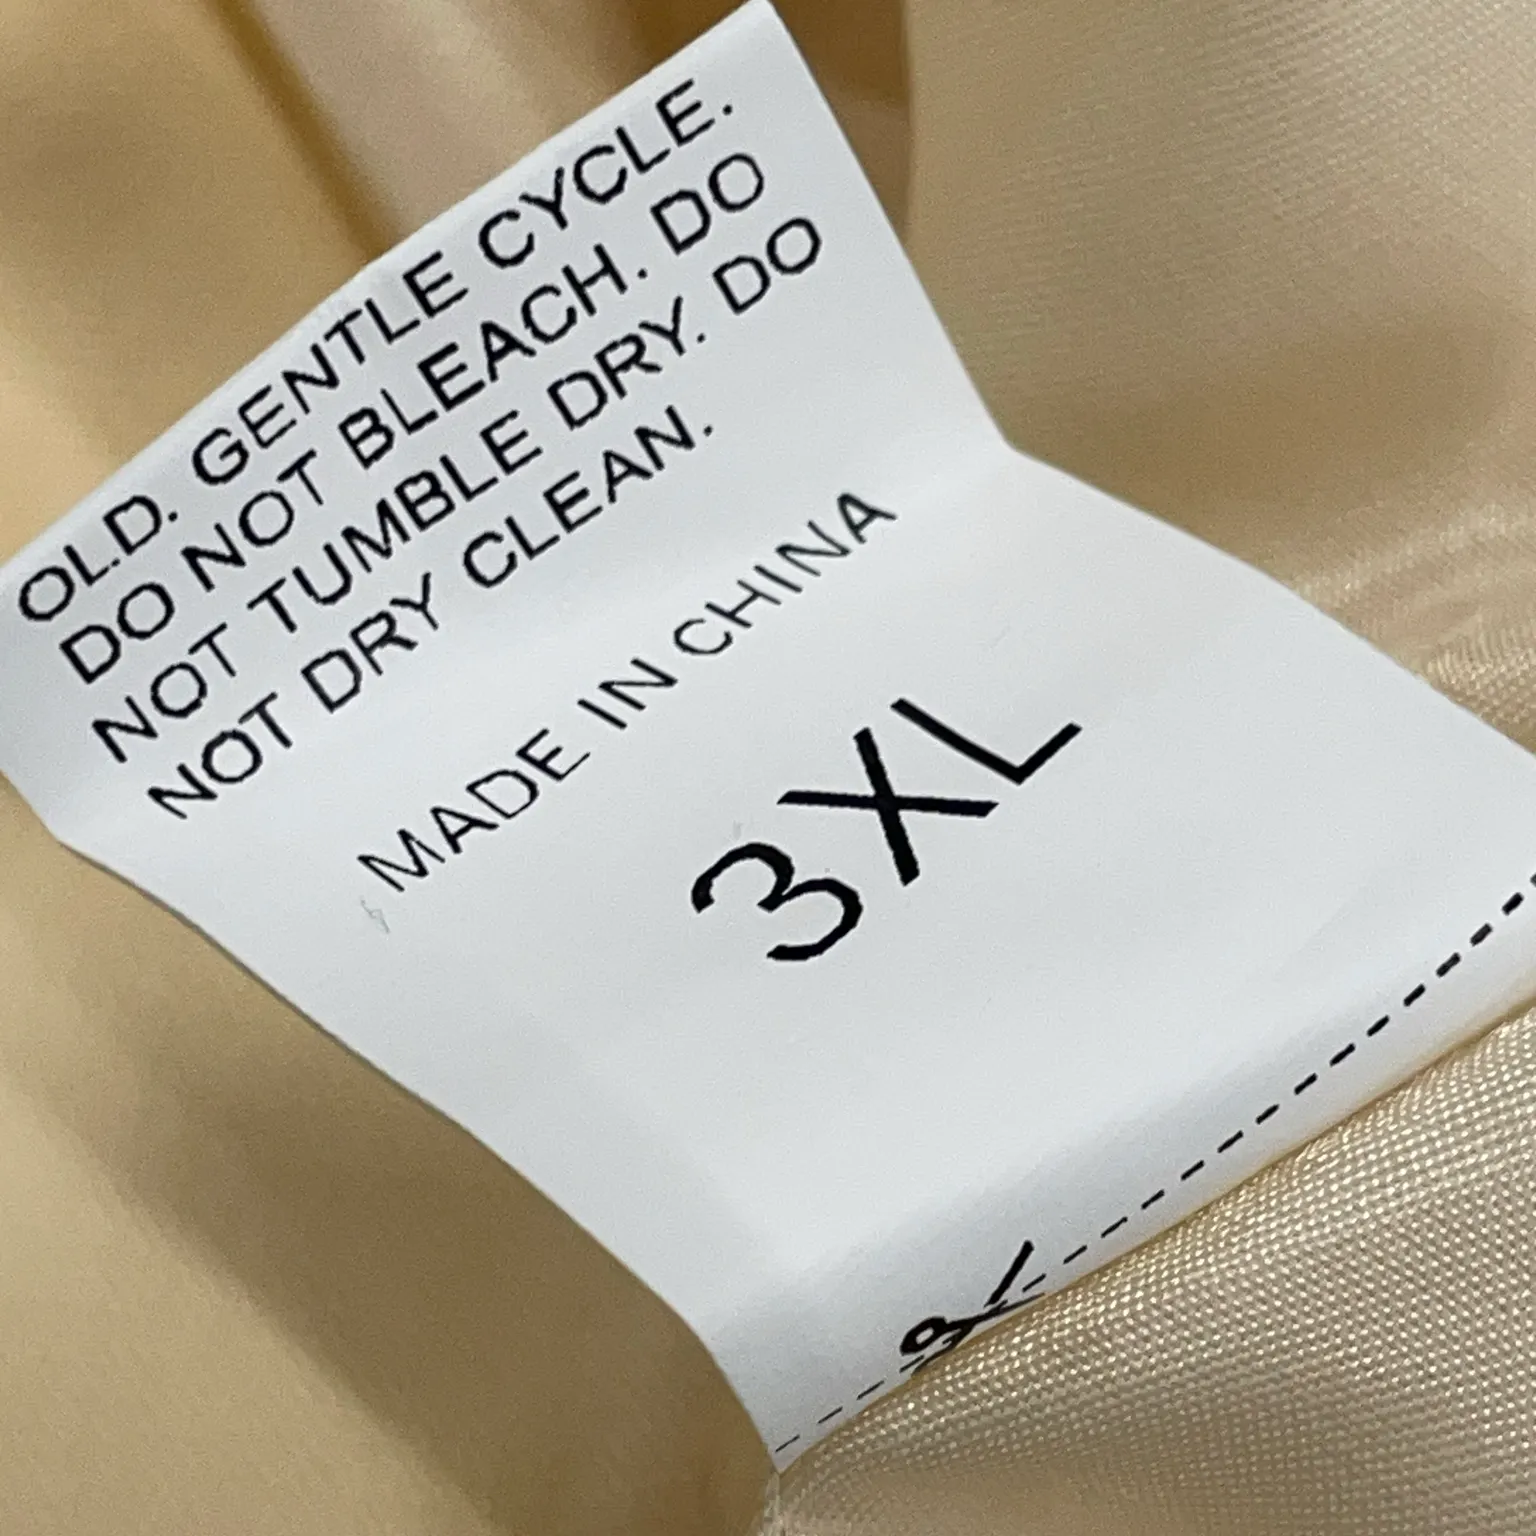 OLD. GENTLE CYCLE.
DO NOT BLEACH. DO
NOT TUMBLE DRY. DO
NOT DRY CLEAN.
MADE IN CHINA
3XL